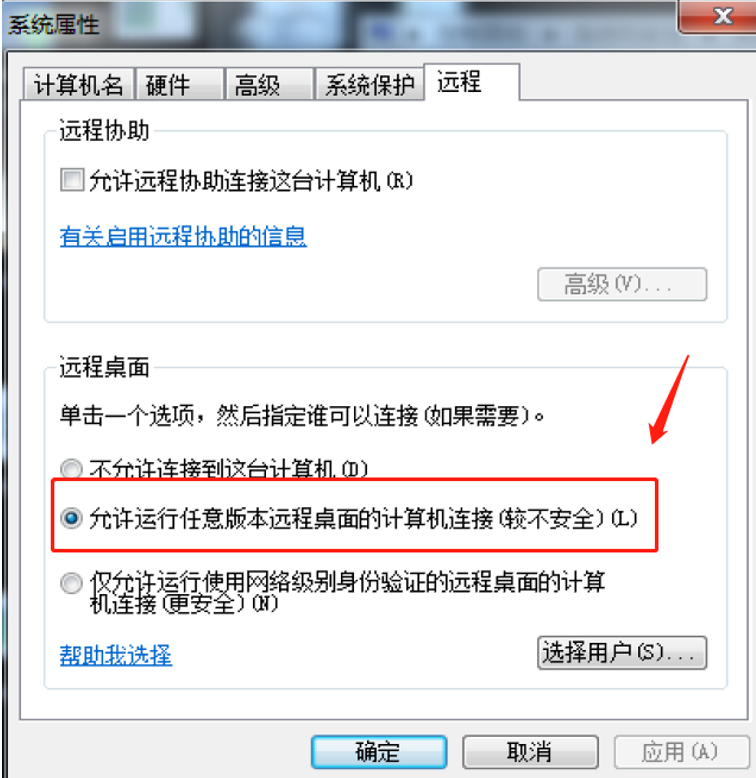 系统属性
计算机名 硬件 高级 系统保护 远程
远程协助
允许远程协助连接这台计算机(R)
有关启用远程协助的信息
高级(V)...
远程桌面
单击一个选项，然后指定谁可以连接(如果需要)。
不允许连接到这台计算机(D)
允许运行任意版本远程桌面的计算机连接(较不安全)(L)
仅允许运行使用网络级别身份验证的远程桌面的计算
机连接(更安全)(N)
帮助我选择
选择用户(S)...
确定 取消 应用(A)